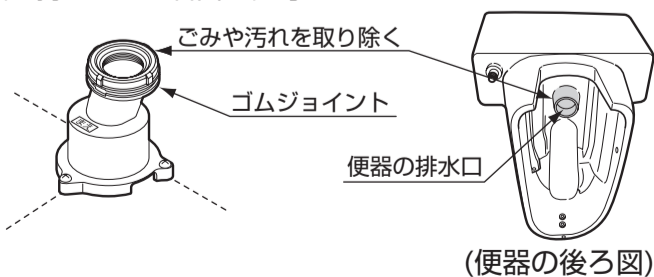 ごみや汚れを取り除く
ゴムジョイント
便器の排水口
(便器の後ろ図)